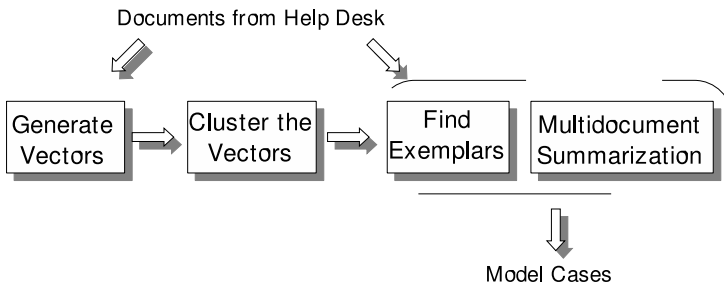 Documents from Help Desk
Generate
Vectors
Cluster the
Vectors
Find
Exemplars
Multidocument
Summarization
Model Cases